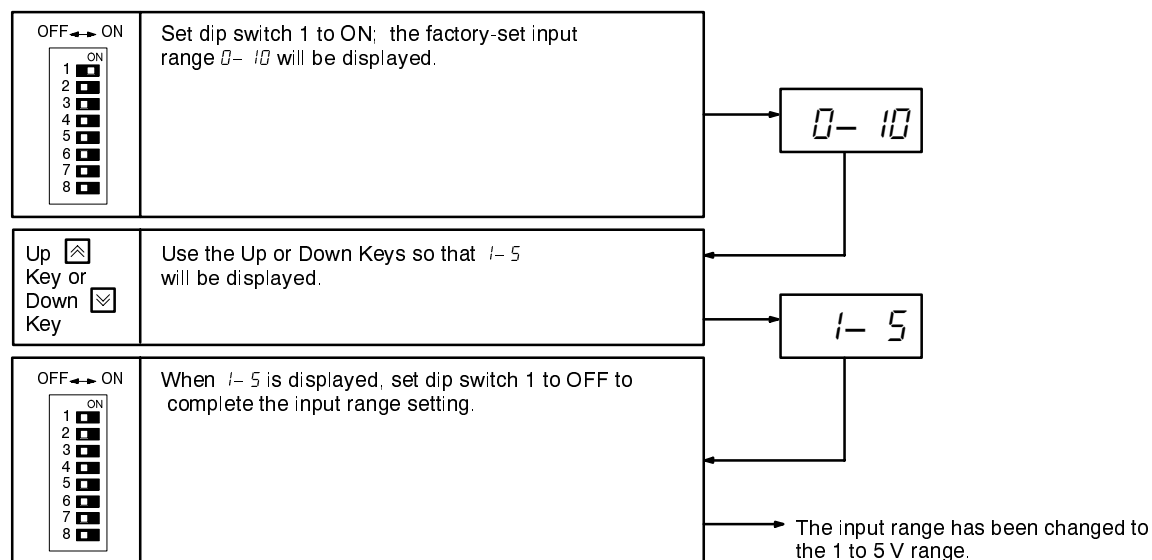 OFF ↔ ON
ON
1
2
3
4
5
6
7
8
Set dip switch 1 to ON; the factory-set input
range 0– 10 will be displayed.
0– 10
Up
Key or
Down
Key
Use the Up or Down Keys so that 1– 5
will be displayed.
1– 5
OFF ↔ ON
ON
1
2
3
4
5
6
7
8
When 1– 5 is displayed, set dip switch 1 to OFF to
complete the input range setting.
The input range has been changed to
the 1 to 5 V range.